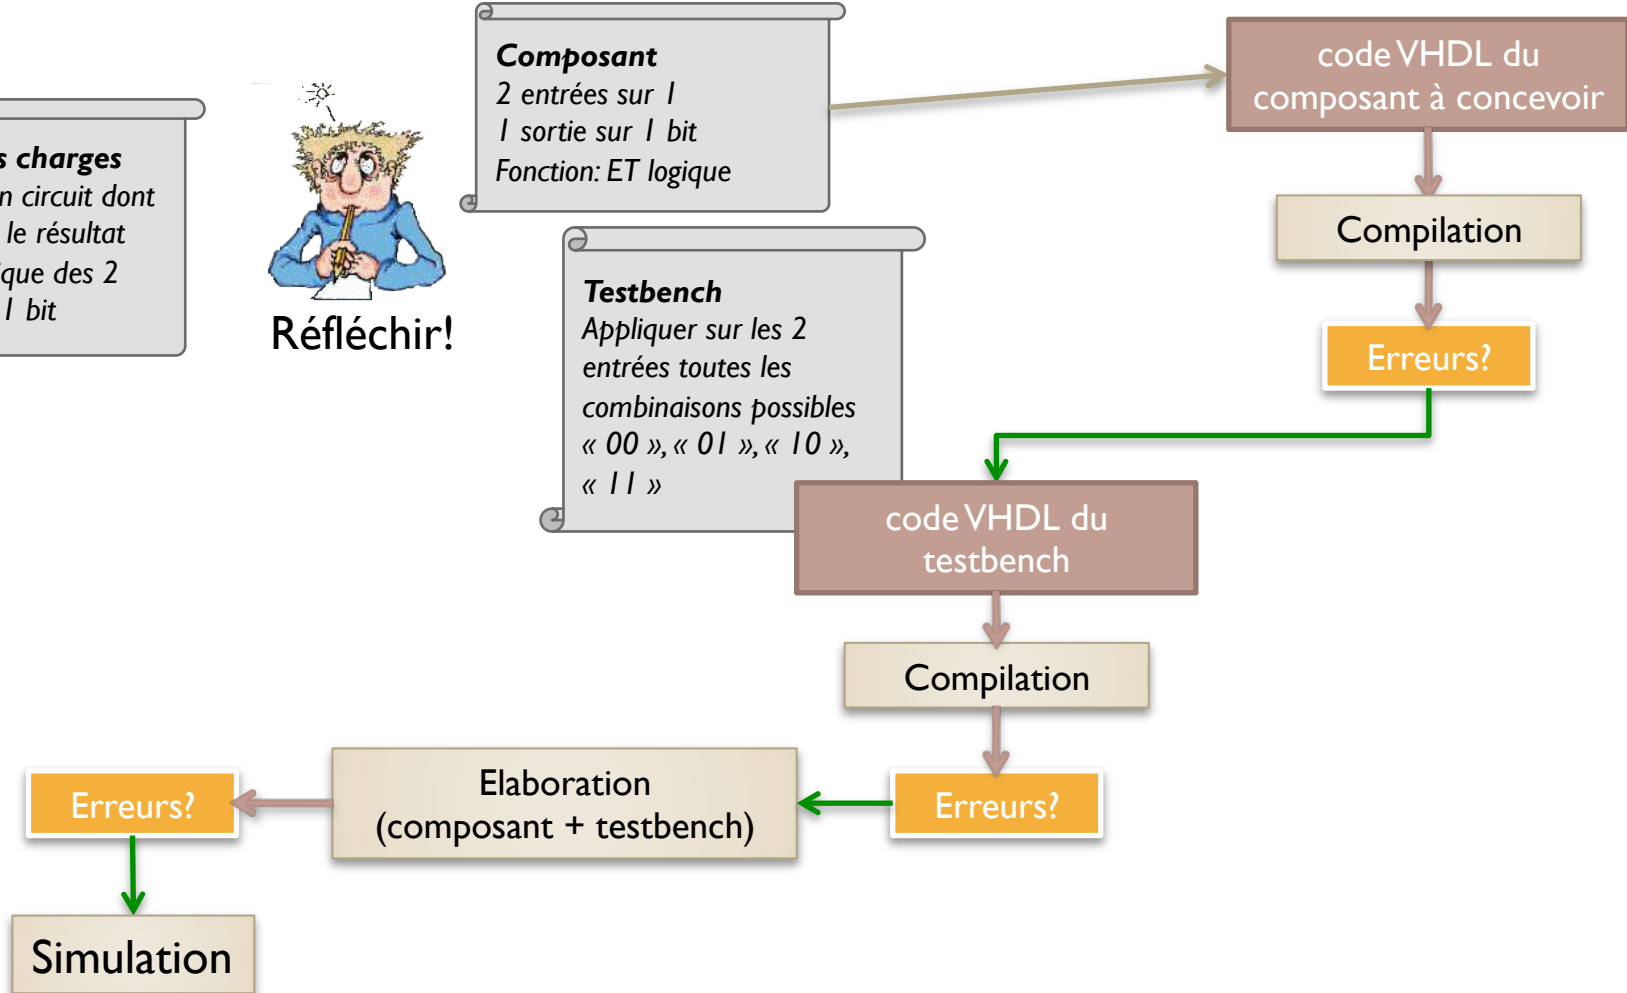 s charges
n circuit dont
le résultat
ique des 2
1 bit
Réfléchir!
Composant
2 entrées sur 1
1 sortie sur 1 bit
Fonction: ET logique
Testbench
Appliquer sur les 2
entrées toutes les
combinaisons possibles
« 00 », « 01 », « 10 »,
« 11 »
code VHDL du
composant à concevoir
Compilation
Erreurs?
code VHDL du
testbench
Compilation
Erreurs?
Elaboration
(composant + testbench)
Erreurs?
Simulation